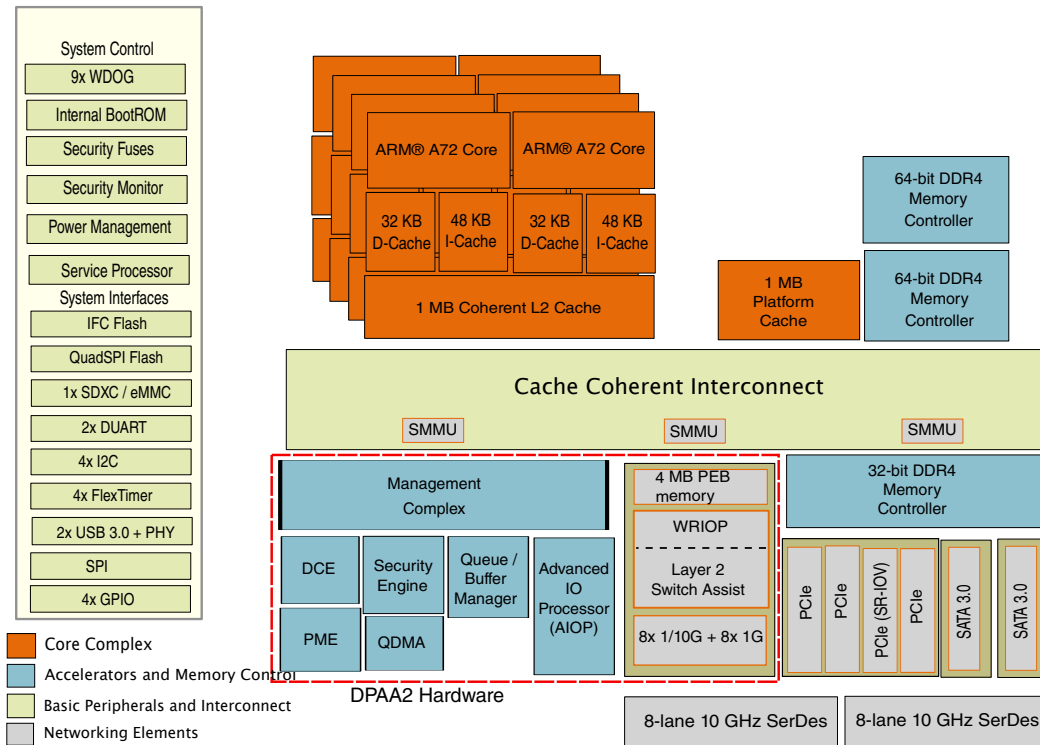 System Control
9x WDOG
Internal BootROM
Security Fuses
Security Monitor
Power Management
Service Processor
System Interfaces
IFC Flash
QuadSPI Flash
1x SDXC / eMMC
2x DUART
4x I2C
4x FlexTimer
2x USB 3.0 + PHY
SPI
4x GPIO
Core Complex
Accelerators and Memory Control
Basic Peripherals and Interconnect
Networking Elements
ARM® A72 Core
ARM® A72 Core
32 KB
D-Cache
48 KB
I-Cache
32 KB
D-Cache
48 KB
I-Cache
1 MB Coherent L2 Cache
1 MB
Platform
Cache
64-bit DDR4
Memory
Controller
64-bit DDR4
Memory
Controller
Cache Coherent Interconnect
SMMU
SMMU
SMMU
Management
Complex
DCE
Security
Engine
Queue /
Buffer
Manager
Advanced
IO
Processor
(AIOP)
PME
QDMA
DPAA2 Hardware
4 MB PEB
memory
WRIOP
Layer 2
Switch Assist
8x 1/10G + 8x 1G
32-bit DDR4
Memory
Controller
PCIe
PCIe
PCIe (SR-IOV)
PCIe
SATA 3.0
SATA 3.0
8-lane 10 GHz SerDes
8-lane 10 GHz SerDes